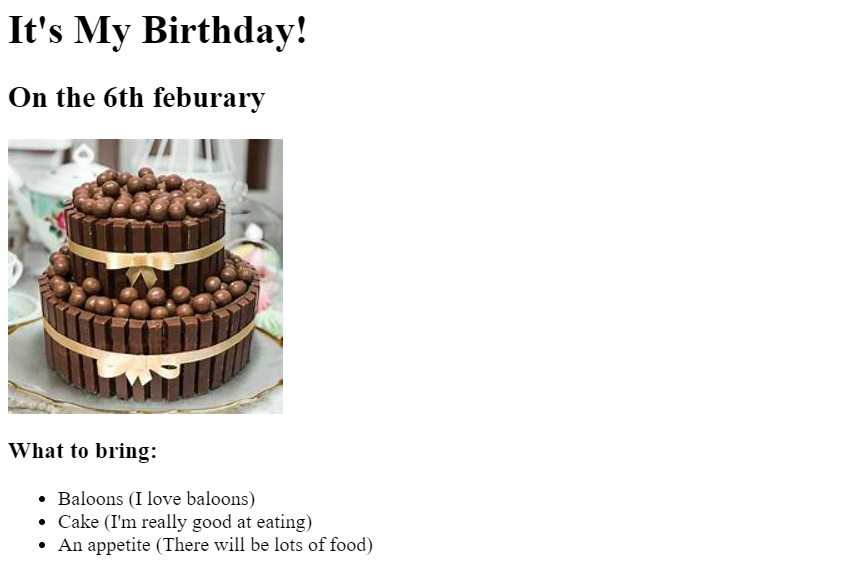 It's My Birthday!
On the 6th feburary
What to bring:
Baloons (I love baloons)
Cake (I'm really good at eating)
An appetite (There will be lots of food)